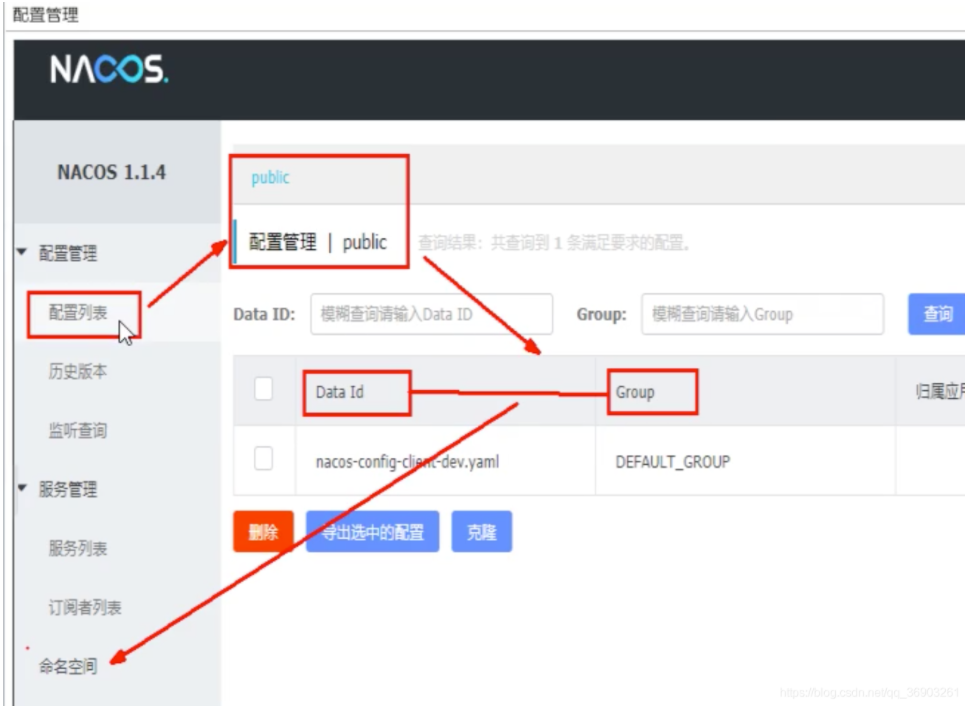 配置管理
NACOS.
NACOS 1.1.4
配置管理
配置列表
历史版本
监听查询
服务管理
服务列表
订阅者列表
命名空间
public
配置管理 | public 查询结果：共查询到 1 条满足要求的配置。
Data ID: 模糊查询请输入Data ID Group: 模糊查询请输入Group 查询
Data Id Group 归属应用
nacos-config-client-dev.yaml DEFAULT_GROUP
删除 导出选中的配置 克隆
https://blog.csdn.net/qq_36903261